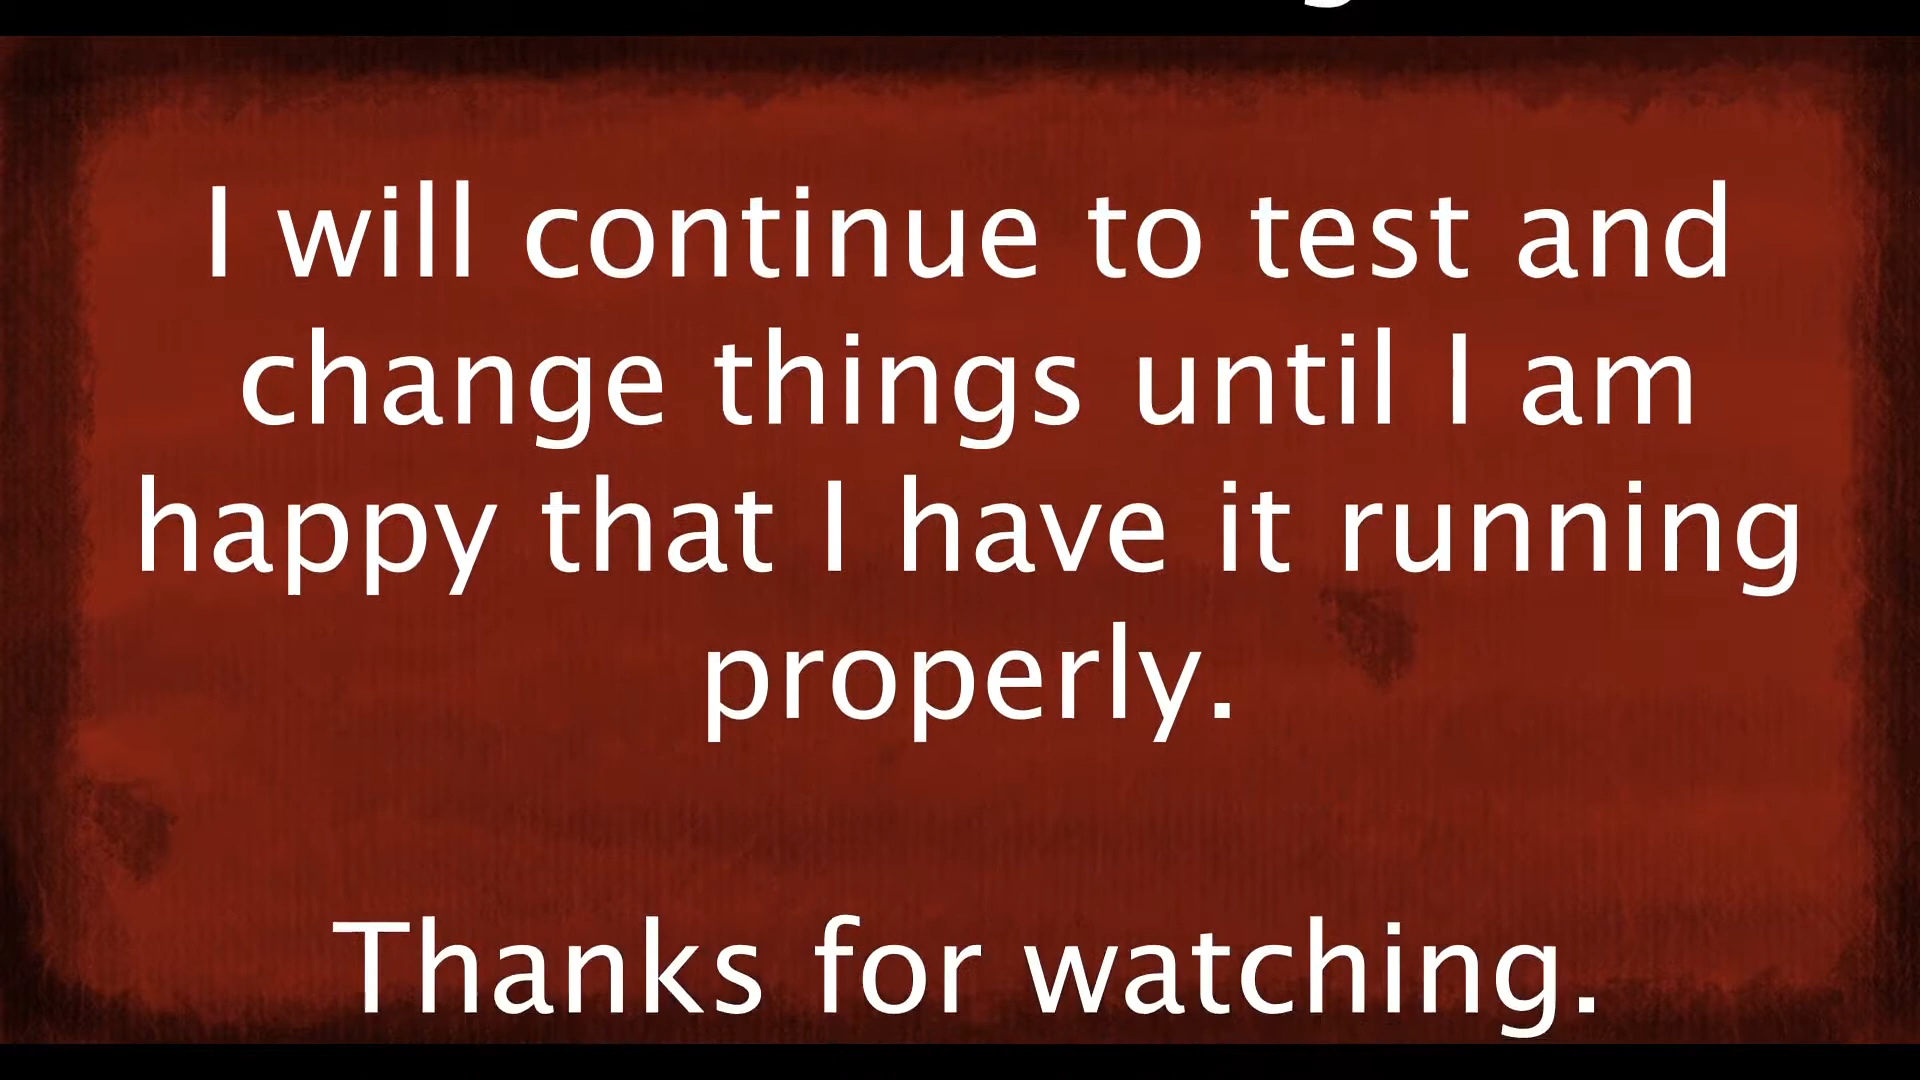 I will continue to test and
change things until I am
happy that I have it running
properly.
Thanks for watching.